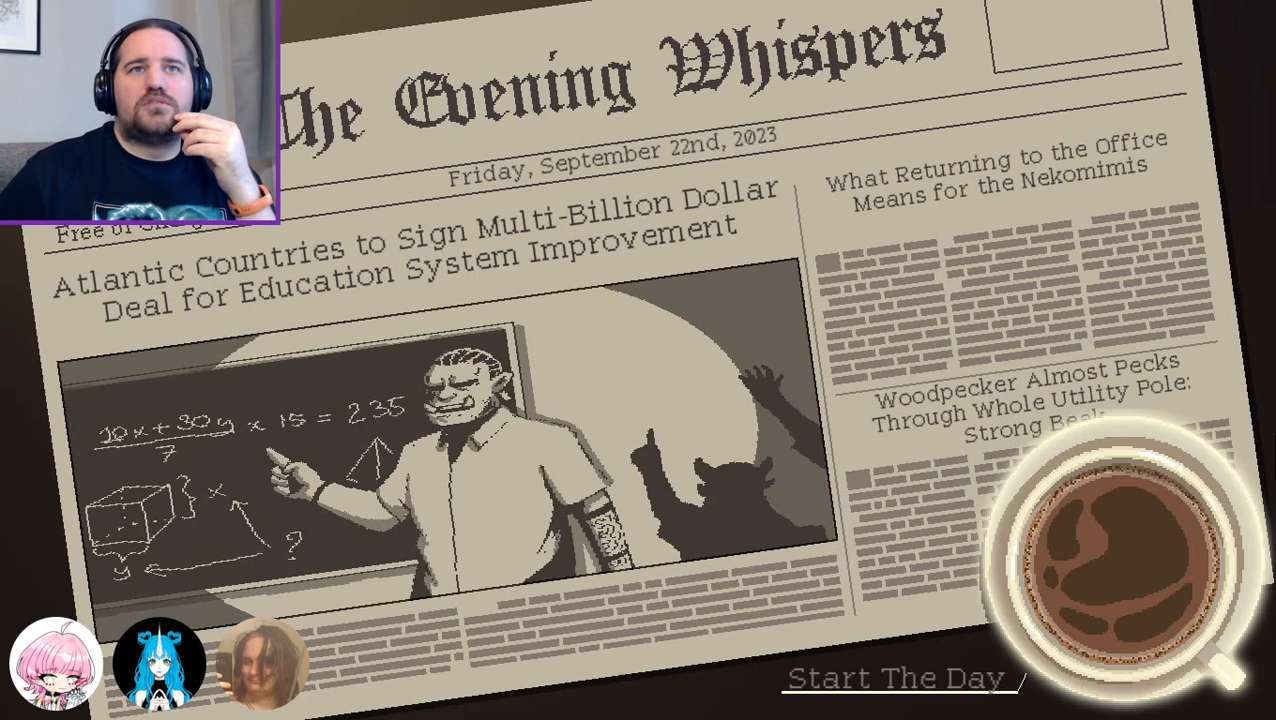 The Evening Whispers
Friday, September 22nd, 2023
Atlantic Countries to Sign Multi-Billion Dollar
Deal for Education System Improvement
10x+30y x 15 = 235
7
x
y
?
What Returning to the Office
Means for the Nekomimis
Woodpecker Almost Pecks
Through Whole Utility Pole:
Strong Beak
Start The Day